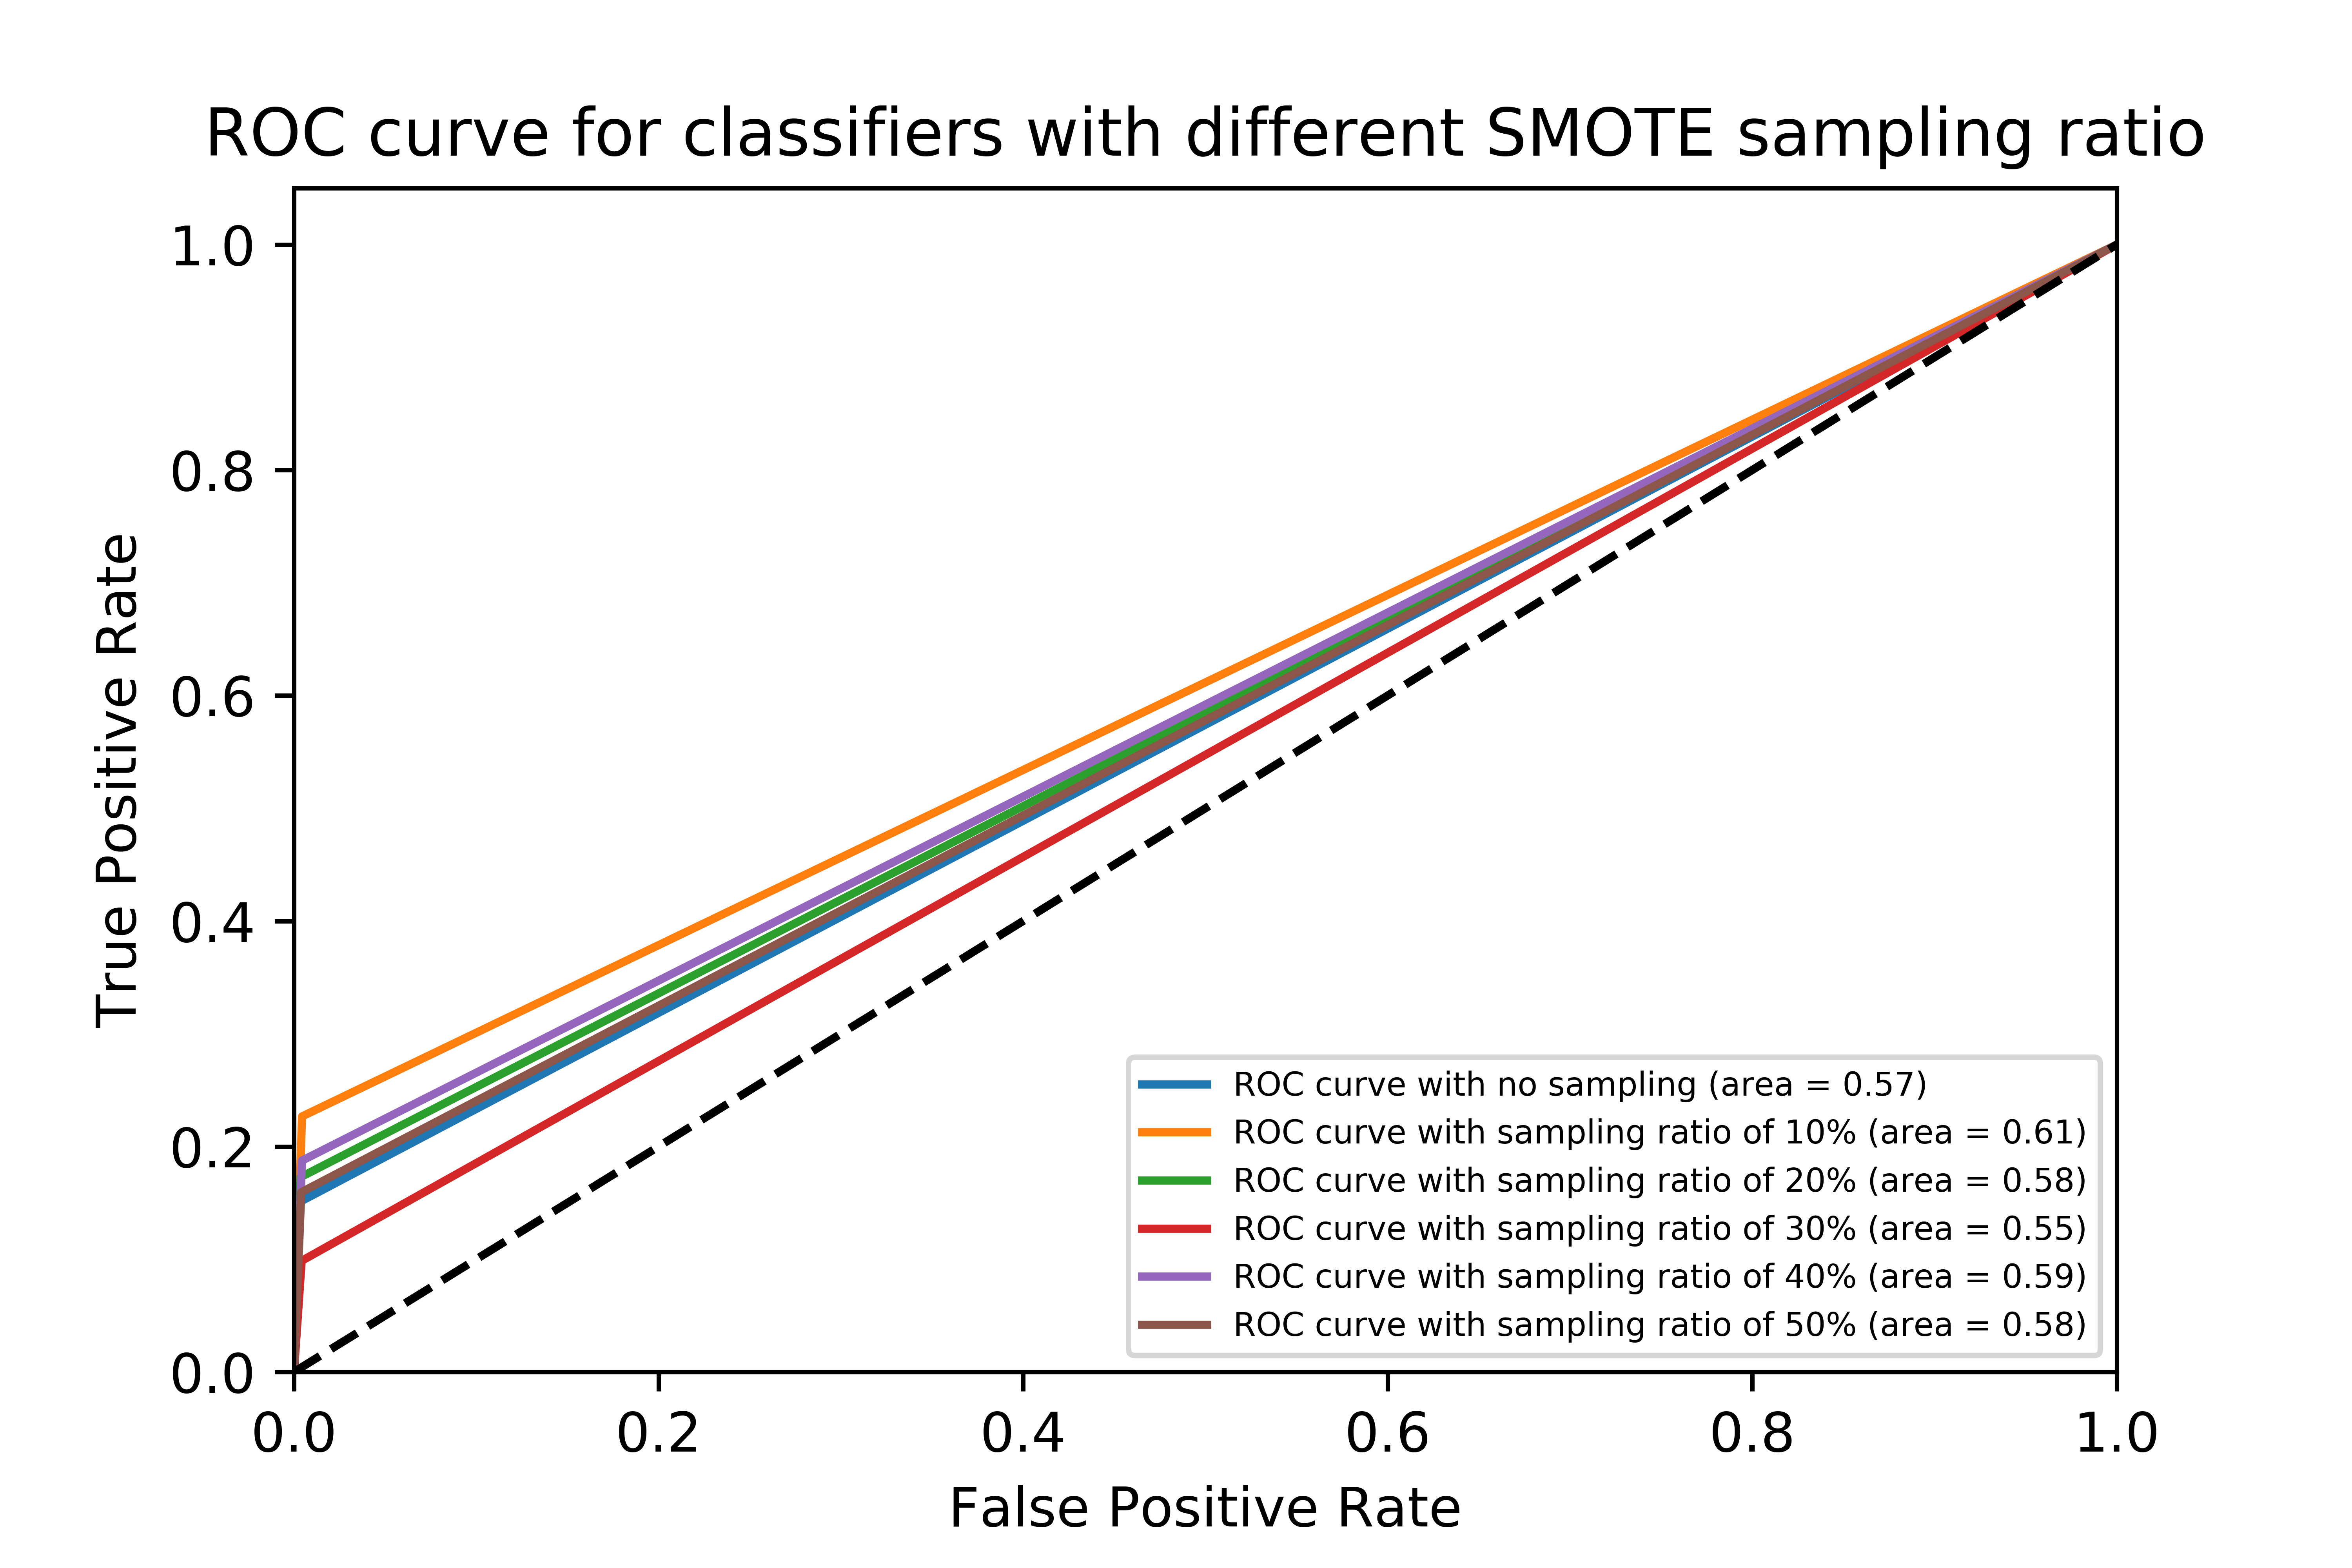 ROC curve for classifiers with different SMOTE sampling ratio
1.0
0.8
0.6
0.4
0.2
0.0
True Positive Rate
ROC curve with no sampling (area = 0.57)
ROC curve with sampling ratio of 10% (area = 0.61)
ROC curve with sampling ratio of 20% (area = 0.58)
ROC curve with sampling ratio of 30% (area = 0.55)
ROC curve with sampling ratio of 40% (area = 0.59)
ROC curve with sampling ratio of 50% (area = 0.58)
0.0 0.2 0.4 0.6 0.8 1.0
False Positive Rate